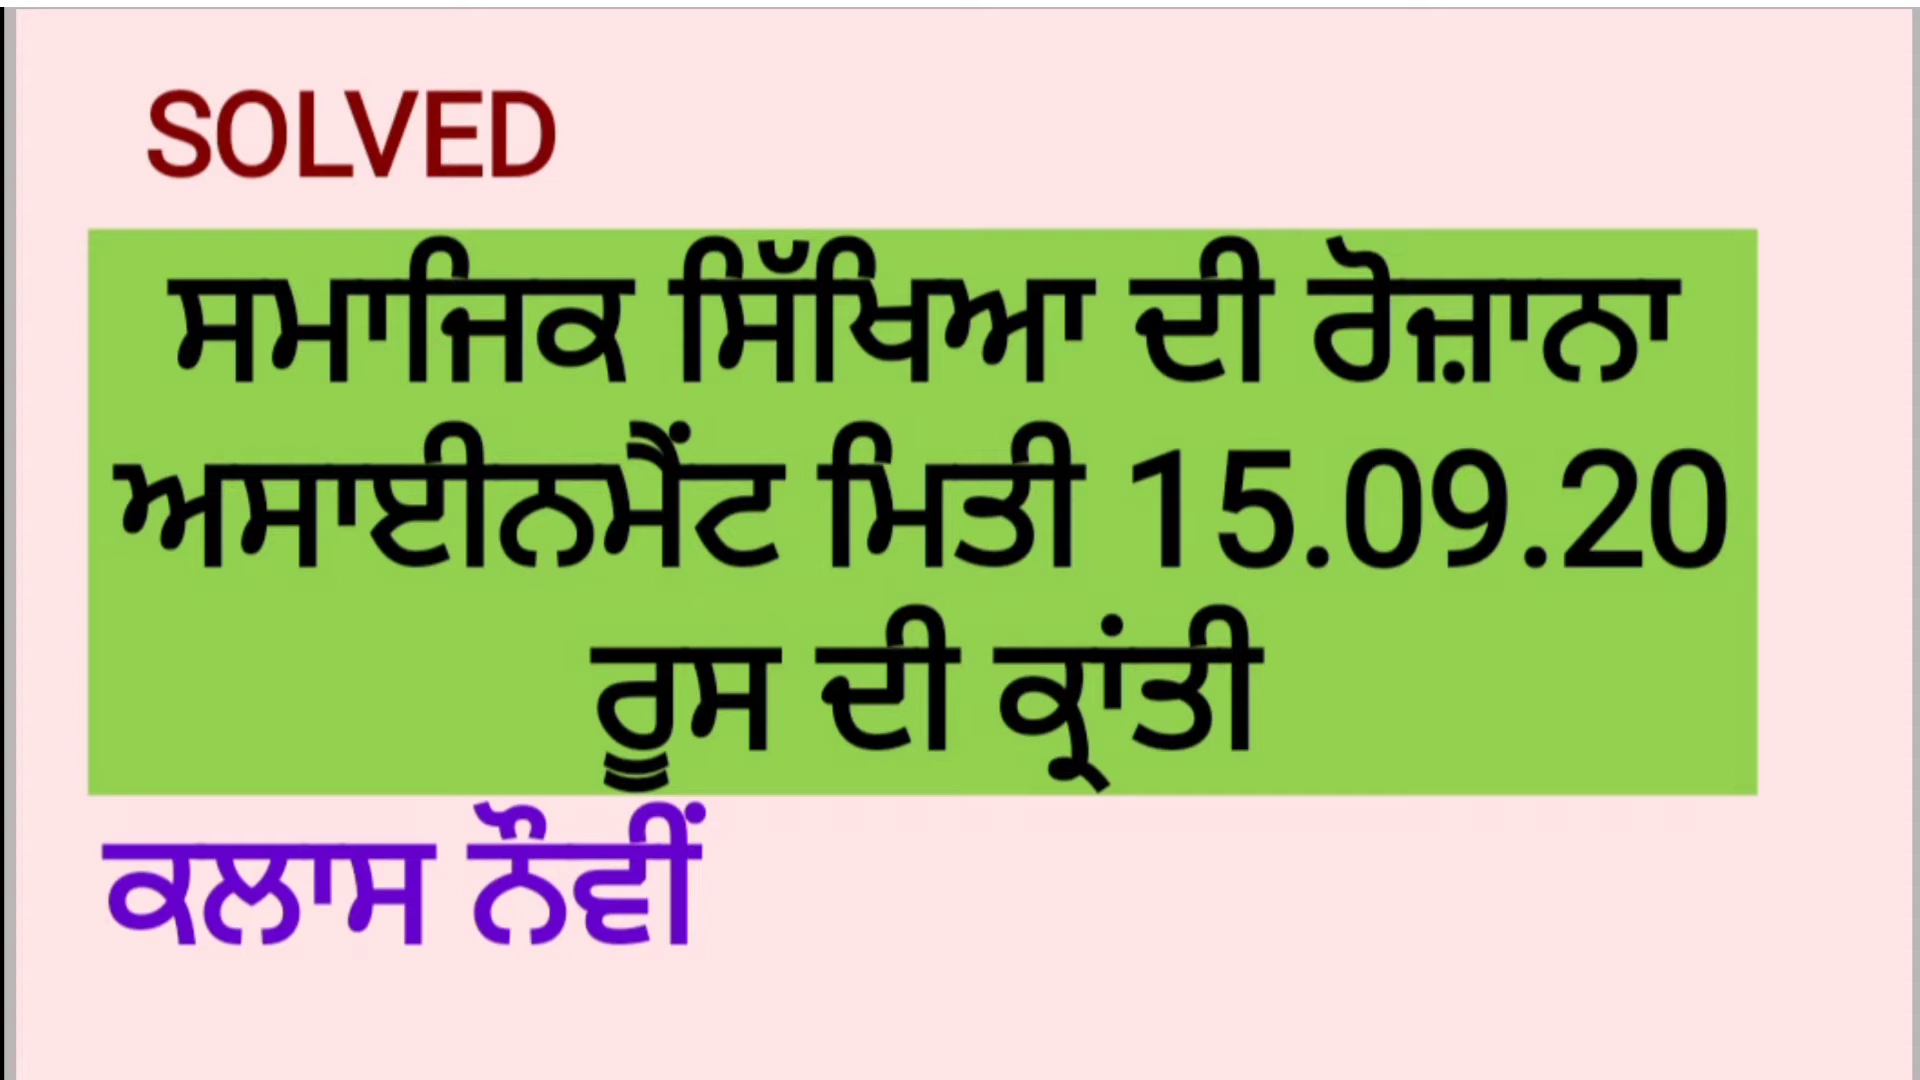 SOLVED
ਸਮਾਜਿਕ ਸਿੱਖਿਆ ਦੀ ਰੋਜ਼ਾਨਾ
ਅਸਾਈਨਮੈਂਟ ਮਿਤੀ 15.09.20
ਰੂਸ ਦੀ ਕ੍ਰਾਂਤੀ
ਕਲਾਸ ਨੌਵੀਂ